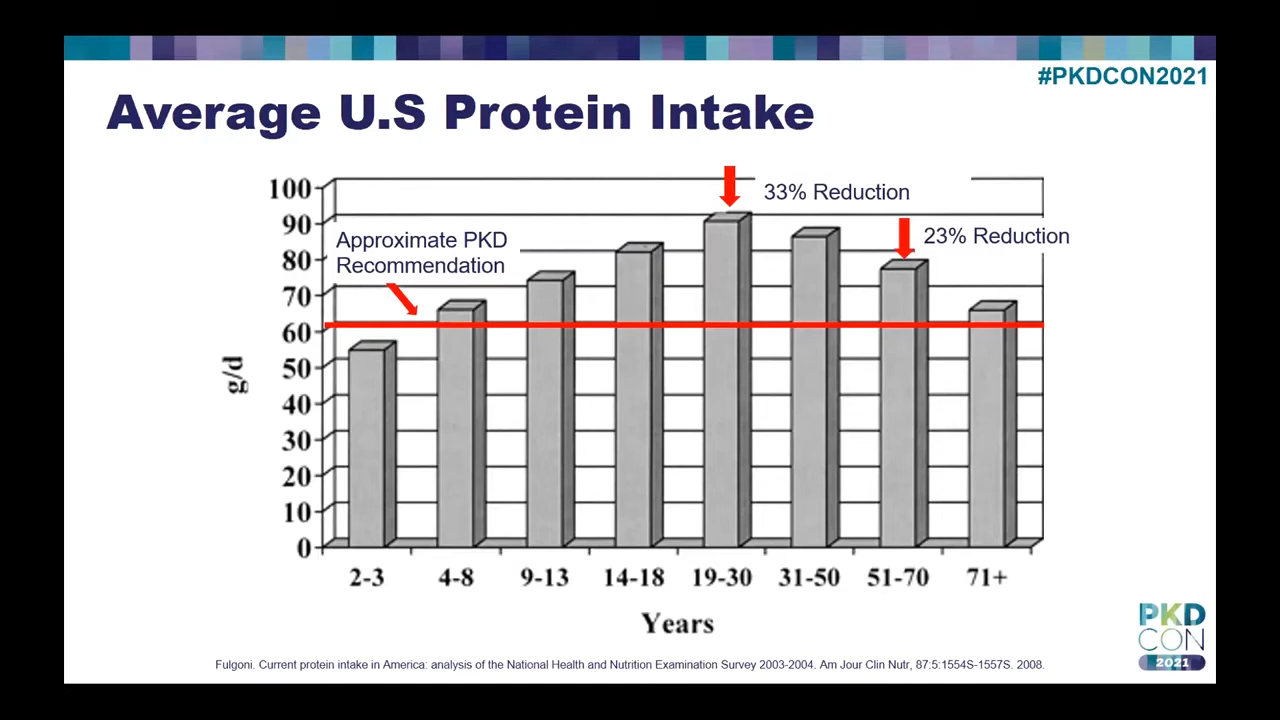 #PKDCON2021
Average U.S Protein Intake
33% Reduction
23% Reduction
Approximate PKD
Recommendation
100
90
80
70
60
50
40
30
20
10
0
g/d
2-3 4-8 9-13 14-18 19-30 31-50 51-70 71+
Years
PKD
CON
2021
Fulgoni. Current protein intake in America: analysis of the National Health and Nutrition Examination Survey 2003-2004. Am Jour Clin Nutr, 87:5:1554S-1557S. 2008.